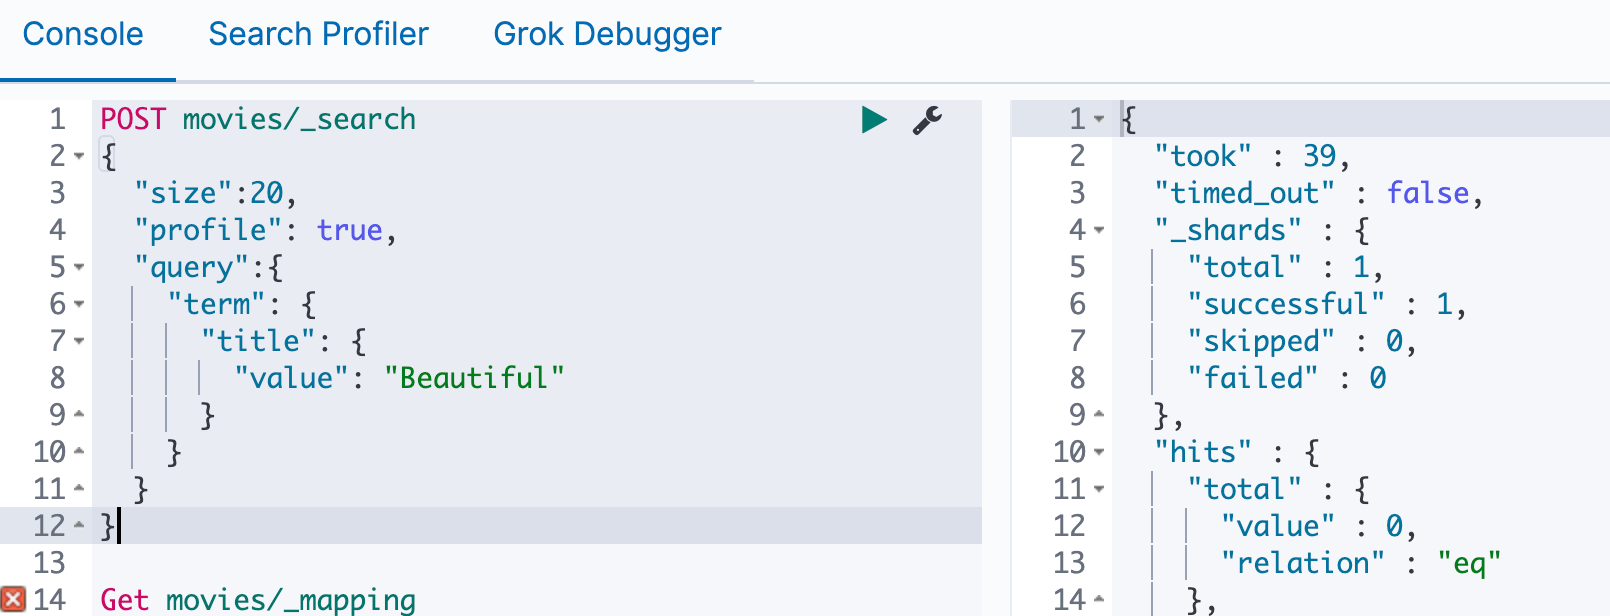 Console Search Profiler Grok Debugger
1 POST movies/_search
2 {
3 "size":20,
4 "profile": true,
5 "query":{
6 "term": {
7 "title": {
8 "value": "Beautiful"
9 }
10 }
11 }
12 }
13
14 Get movies/_mapping
1 {
2 "took" : 39,
3 "timed_out" : false,
4 "_shards" : {
5 "total" : 1,
6 "successful" : 1,
7 "skipped" : 0,
8 "failed" : 0
9 },
10 "hits" : {
11 "total" : {
12 "value" : 0,
13 "relation" : "eq"
14 },